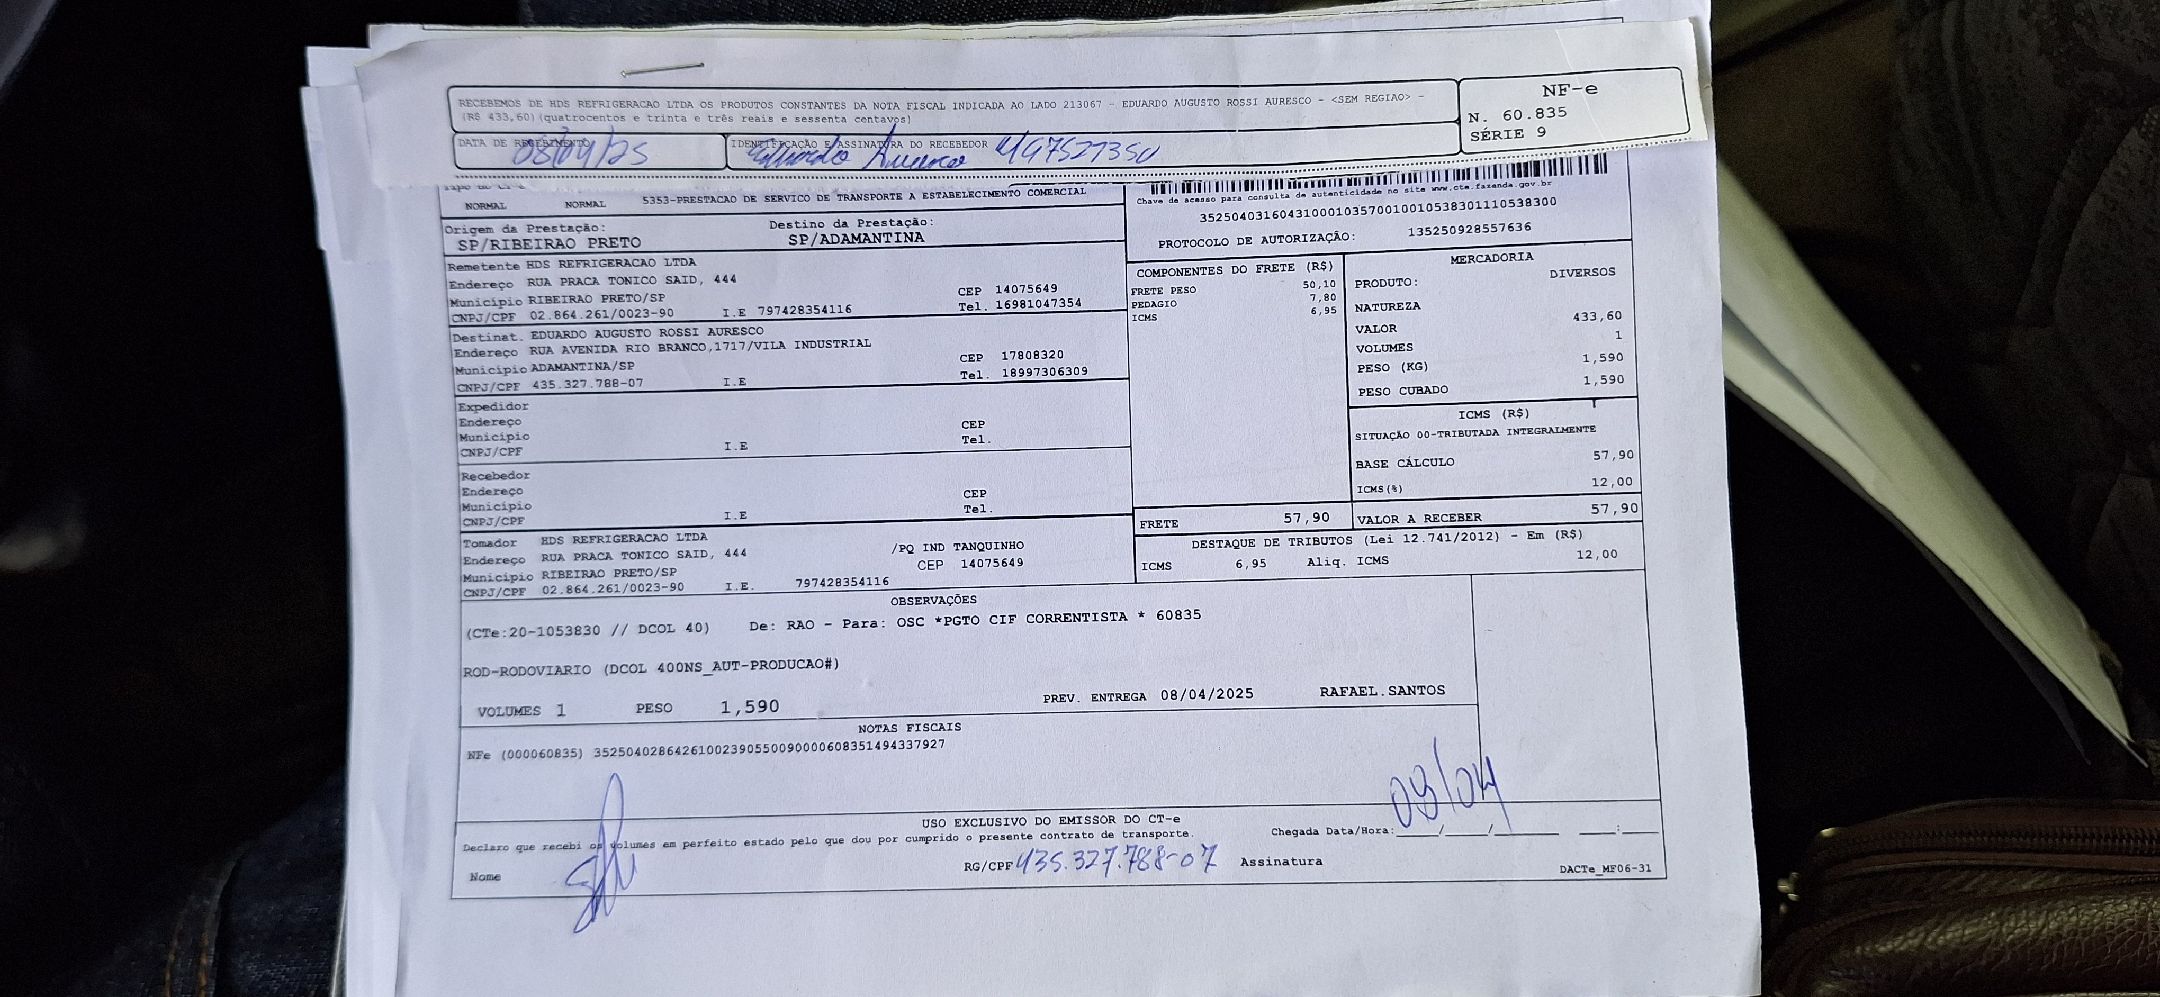 RECEBEMOS DE HDS REFRIGERACAO LTDA OS PRODUTOS CONSTANTES DA NOTA FISCAL INDICADA AO LADO 213067 - EDUARDO AUGUSTO ROSSI AURESCO - <SEM REGIAO> -
(R$ 433,60)(quatrocentos e trinta e três reais e sessenta centavos)
NF-e
N. 60.835
SÉRIE 9
DATA DE RECEBIMENTO
08/04/25
IDENTIFICAÇÃO E ASSINATURA DO RECEBEDOR
Eduardo Auresco 447527350
NORMAL NORMAL 5353-PRESTACAO DE SERVICO DE TRANSPORTE A ESTABELECIMENTO COMERCIAL
Chave de acesso para consulta de autenticidade no site www.cte.fazenda.gov.br
35250403160431000103570010010538301110538300
PROTOCOLO DE AUTORIZAÇÃO: 135250928557636
Origem da Prestação: Destino da Prestação:
SP/RIBEIRAO PRETO SP/ADAMANTINA
Remetente HDS REFRIGERACAO LTDA
Endereço RUA PRACA TONICO SAID, 444
Município RIBEIRAO PRETO/SP CEP 14075649
CNPJ/CPF 02.864.261/0023-90 I.E 797428354116 Tel. 16981047354
Destinat. EDUARDO AUGUSTO ROSSI AURESCO
Endereço RUA AVENIDA RIO BRANCO,1717/VILA INDUSTRIAL
Município ADAMANTINA/SP CEP 17808320
CNPJ/CPF 435.327.788-07 I.E Tel. 18997306309
Expedidor
Endereço
Município CEP
CNPJ/CPF I.E Tel.
Recebedor
Endereço
Município CEP
CNPJ/CPF I.E Tel.
Tomador HDS REFRIGERACAO LTDA
Endereço RUA PRACA TONICO SAID, 444 /PQ IND TANQUINHO
Município RIBEIRAO PRETO/SP CEP 14075649
CNPJ/CPF 02.864.261/0023-90 I.E. 797428354116
COMPONENTES DO FRETE (R$)
FRETE PESO 50,10
PEDAGIO 7,80
ICMS 6,95
MERCADORIA
PRODUTO: DIVERSOS
NATUREZA
VALOR 433,60
VOLUMES 1
PESO (KG) 1,590
PESO CUBADO 1,590
ICMS (R$)
SITUAÇÃO 00-TRIBUTADA INTEGRALMENTE
BASE CÁLCULO 57,90
ICMS(%) 12,00
FRETE 57,90 VALOR A RECEBER 57,90
DESTAQUE DE TRIBUTOS (Lei 12.741/2012) - Em (R$)
ICMS 6,95 Aliq. ICMS 12,00
OBSERVAÇÕES
(CTe:20-1053830 // DCOL 40) De: RAO - Para: OSC *PGTO CIF CORRENTISTA * 60835
ROD-RODOVIARIO (DCOL 400NS_AUT-PRODUCAO#)
VOLUMES 1 PESO 1,590 PREV. ENTREGA 08/04/2025 RAFAEL.SANTOS
NOTAS FISCAIS
NFe (000060835) 35250402864261002390550090000608351494337927
USO EXCLUSIVO DO EMISSOR DO CT-e
Declaro que recebi os volumes em perfeito estado pelo que dou por cumprido o presente contrato de transporte.
Chegada Data/Hora: ____/____/______ ___:____
08/04
Nome RG/CPF 435.327.788-07 Assinatura
DACTe_MF06-31